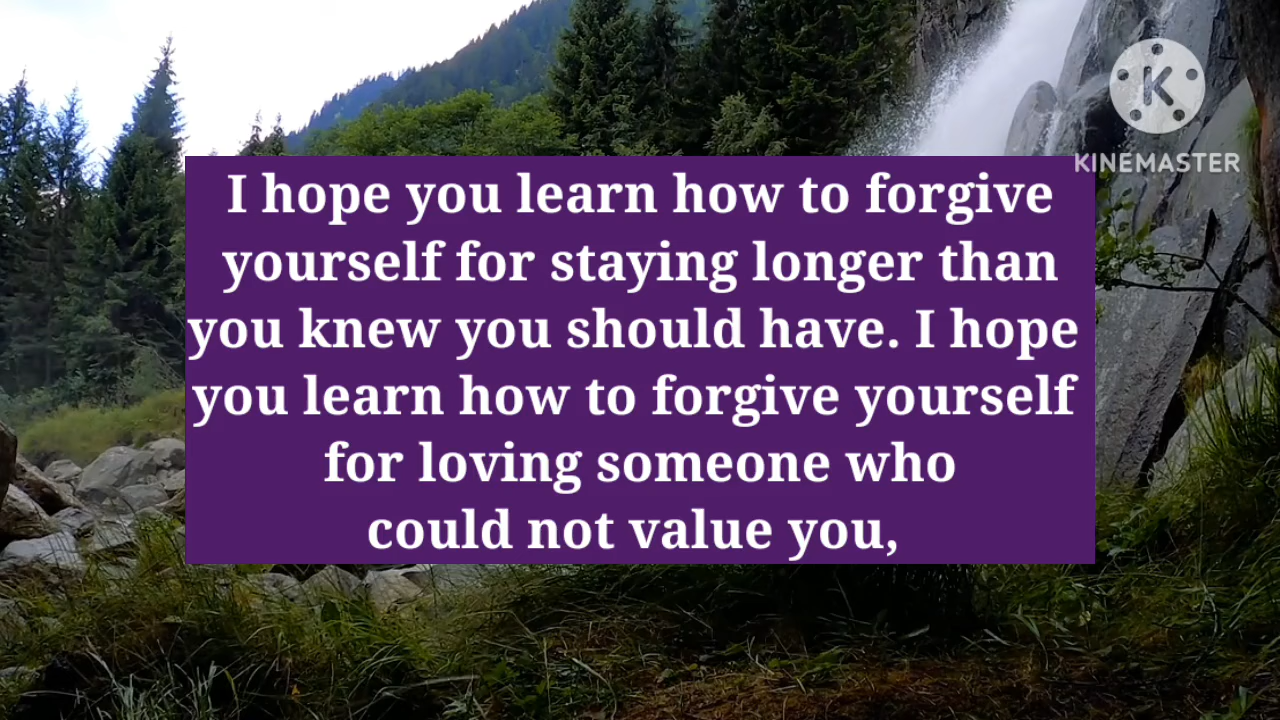 KINEMASTER
I hope you learn how to forgive
yourself for staying longer than
you knew you should have. I hope
you learn how to forgive yourself
for loving someone who
could not value you,